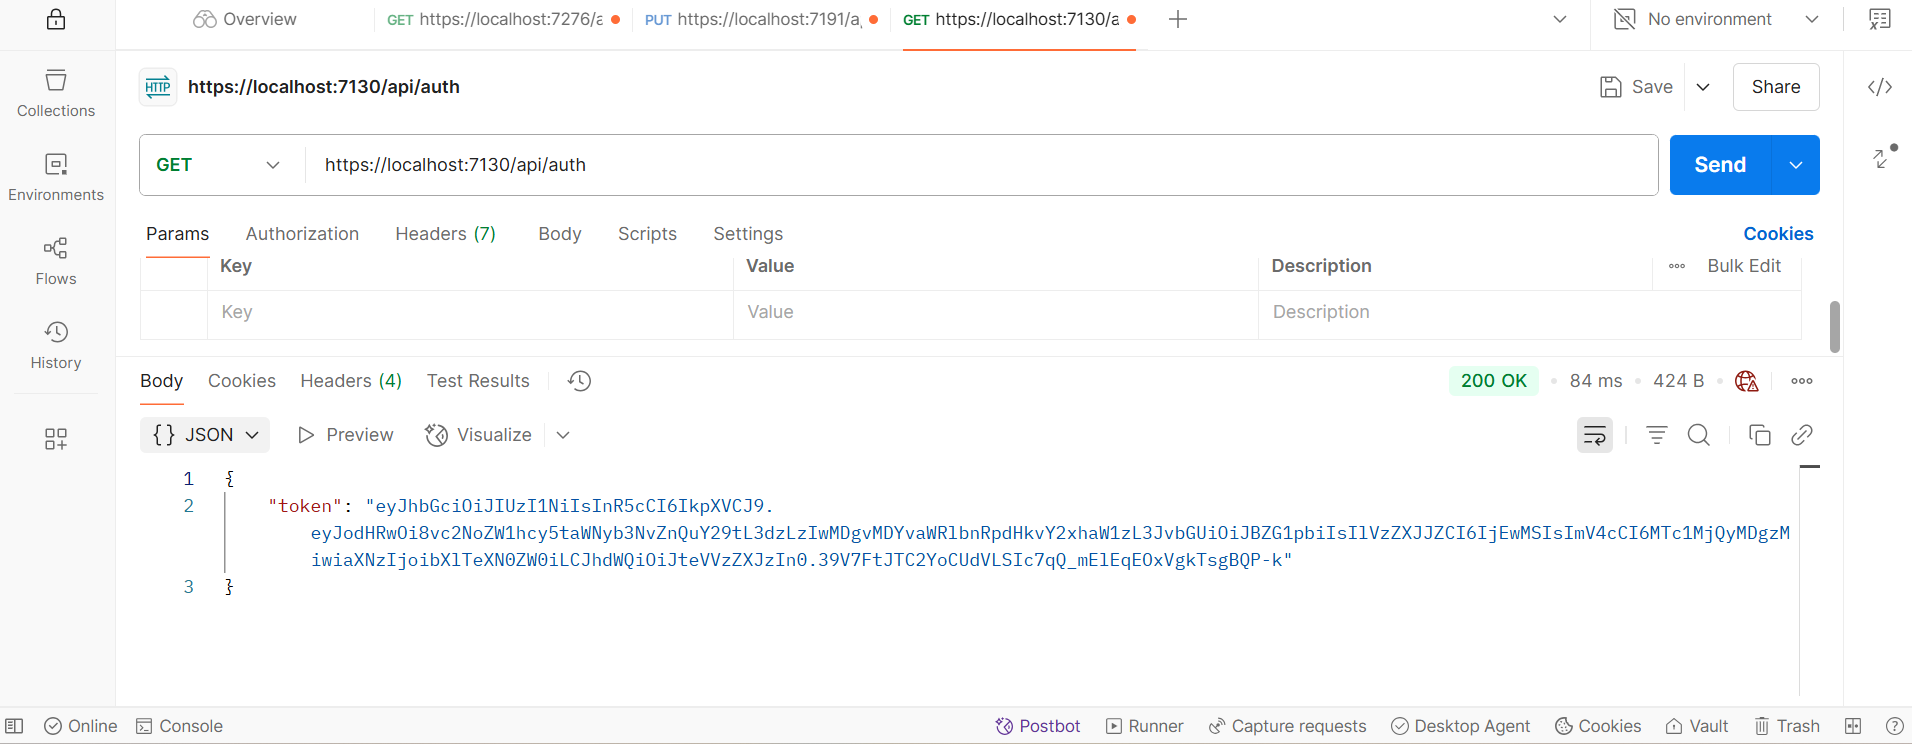 Overview
GET https://localhost:7276/a
PUT https://localhost:7191/a
GET https://localhost:7130/a
No environment
HTTP https://localhost:7130/api/auth
Save
Share
Collections
Environments
Flows
History
GET https://localhost:7130/api/auth
Send
Params Authorization Headers (7) Body Scripts Settings
Cookies
Key Value Description Bulk Edit
Key Value Description
Body Cookies Headers (4) Test Results
200 OK • 84 ms • 424 B •
{} JSON Preview Visualize
1 {
2 "token": "eyJhbGciOiJIUzI1NiIsInR5cCI6IkpXVCJ9.
eyJodHRwOi8vc2NoZW1hcy5taWNyb3NvZnQuY29tL3dzLzIwMDgvMDYvaWRlbnRpdHkvY2xhaW1zL3JvbGUiOiJBZG1pbiIsIlVzZXJJZCI6IjEwMSIsImV4cCI6MTc1MjQyMDgzM
iwiaXNzIjoibXlTeXN0ZW0iLCJhdWQiOiJteVVzZXJzIn0.39V7FtJTC2YoCUdVLSIc7qQ_mElEqEOxVgkTsgBQP-k"
3 }
Online Console
Postbot Runner Capture requests Desktop Agent Cookies Vault Trash